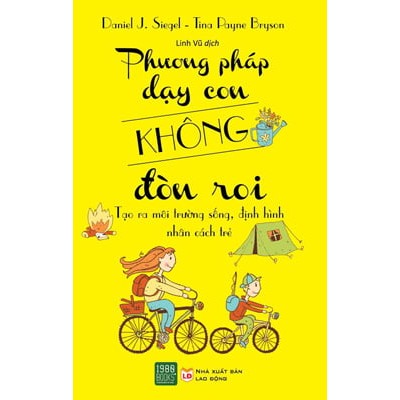 Daniel J. Siegel - Tina Payne Bryson
Linh Vũ dịch
Phương pháp
dạy con
KHÔNG
đòn roi
Tạo ra môi trường sống, định hình
nhân cách trẻ
1980
BOOKS
LĐ
NHÀ XUẤT BẢN
LAO ĐỘNG